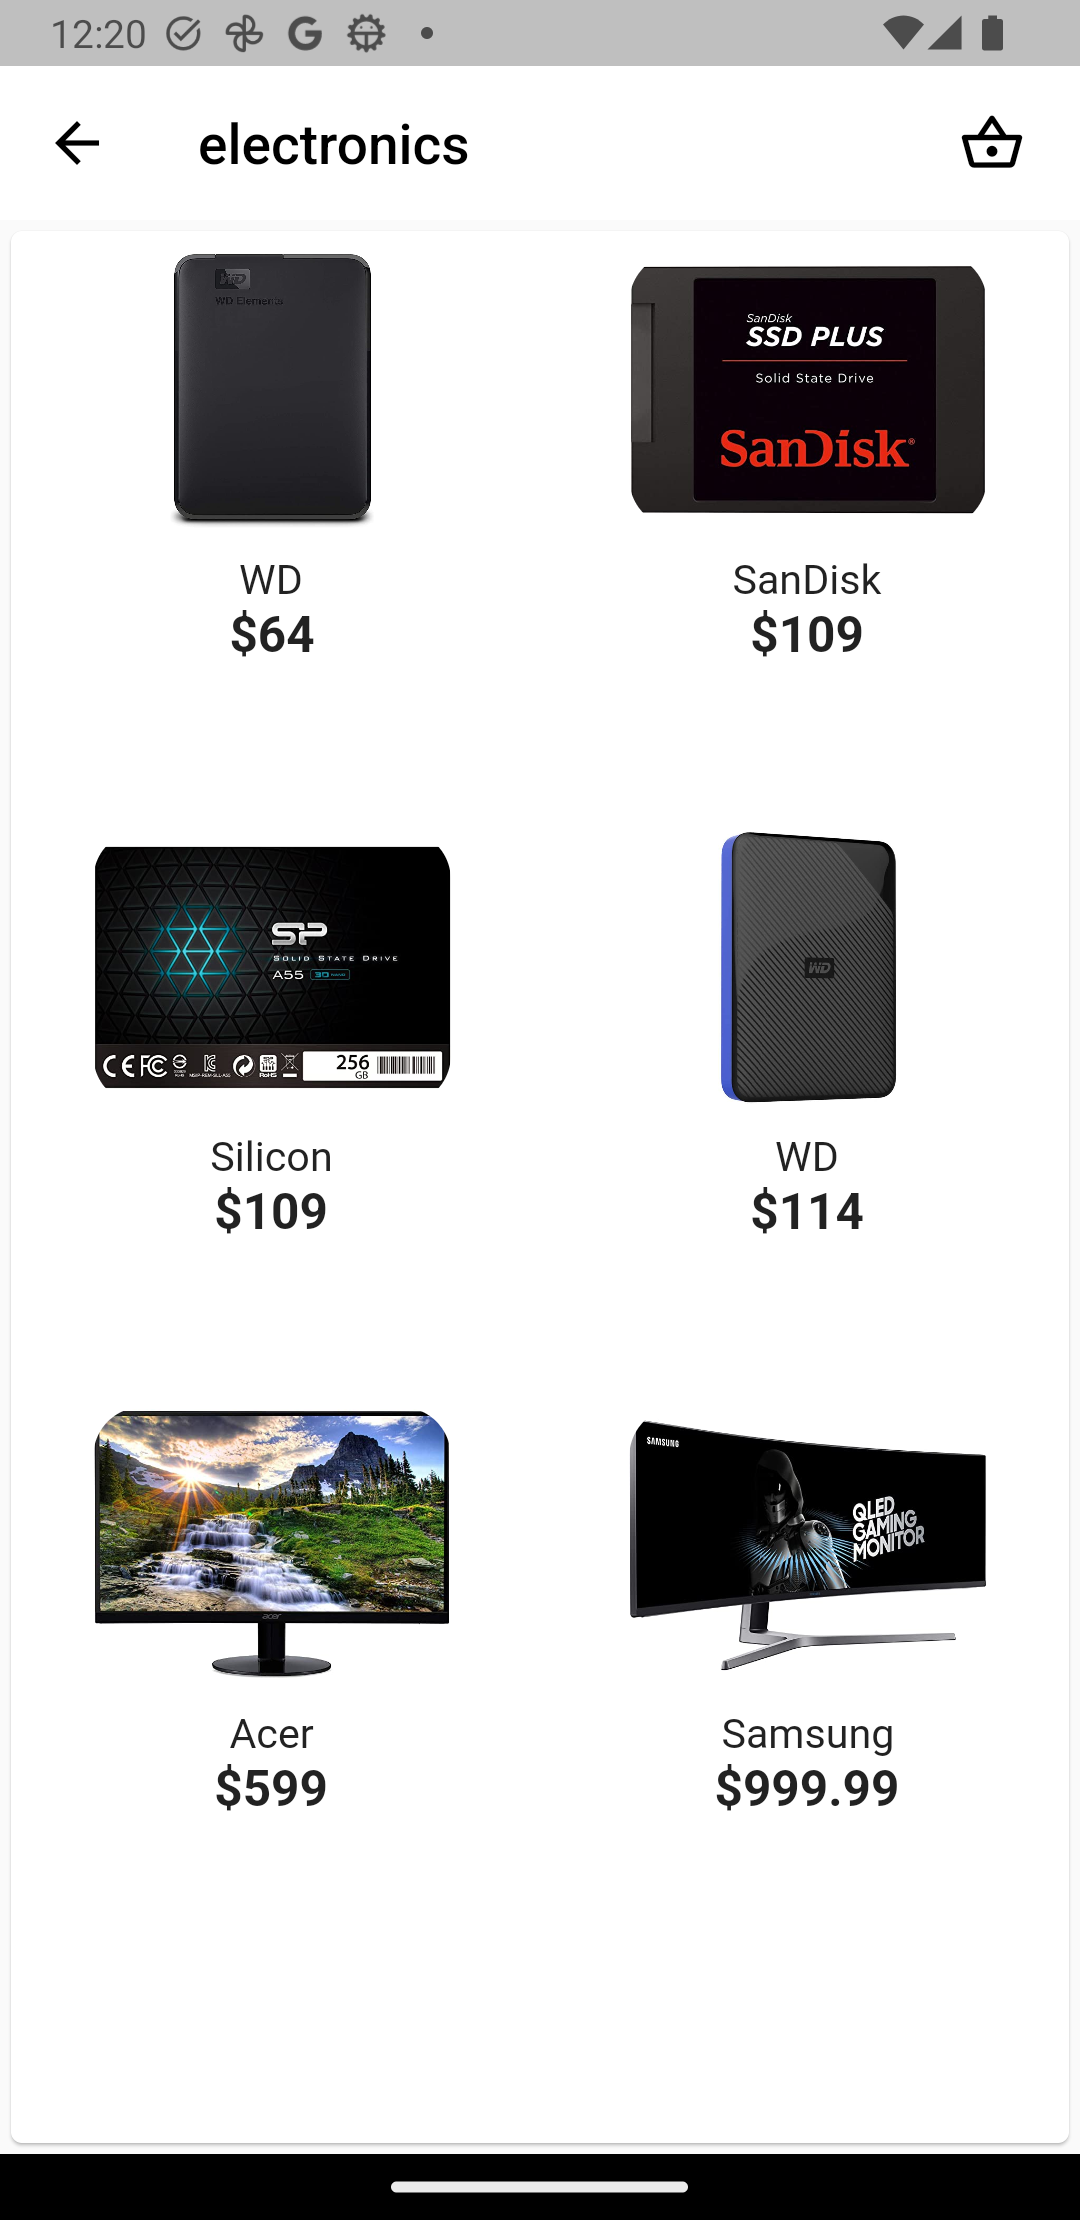 12:20
electronics
WD
WD Elements
SanDisk
SSD PLUS
Solid State Drive
SanDisk®
WD
$64
SanDisk
$109
SP
SOLID STATE DRIVE
A55 3D NAND
256
GB
WD
Silicon
$109
WD
$114
acer
SAMSUNG
QLED
GAMING
MONITOR
Acer
$599
Samsung
$999.99